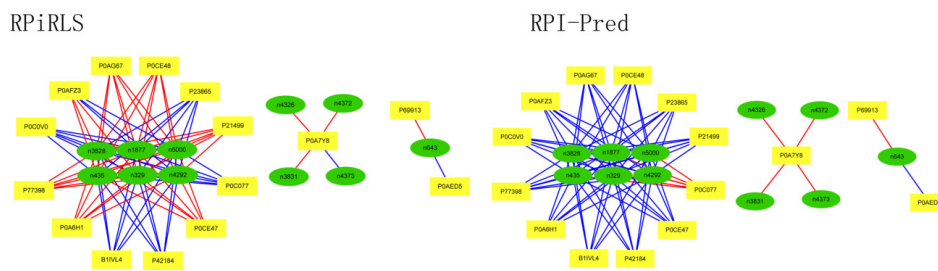 RPiRLS
RPI-Pred
P0AG67
P0CE48
P0AFZ3
P23865
P0C0V0
P21499
n3828
n1877
n5000
P77398
n435
n329
n4292
P0C077
P0A6H1
P0CE47
B1IVL4
P42184
n4326
n4372
P0A7Y8
n3831
n4373
P69913
n643
P0AED5
P0AG67
P0CE48
P0AFZ3
P23865
P0C0V0
P21499
n3828
n1877
n5000
P77398
n435
n329
n4292
P0C077
P0A6H1
P0CE47
B1IVL4
P42184
n4326
n4372
P0A7Y8
n3831
n4373
P69913
n643
P0AED